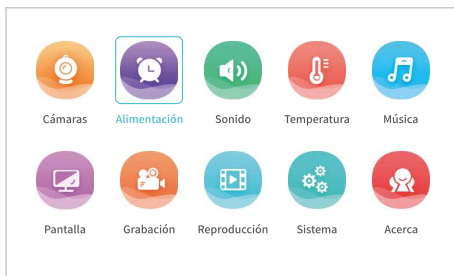 Cámaras Alimentación Sonido Temperatura Música
Pantalla Grabación Reproducción Sistema Acerca